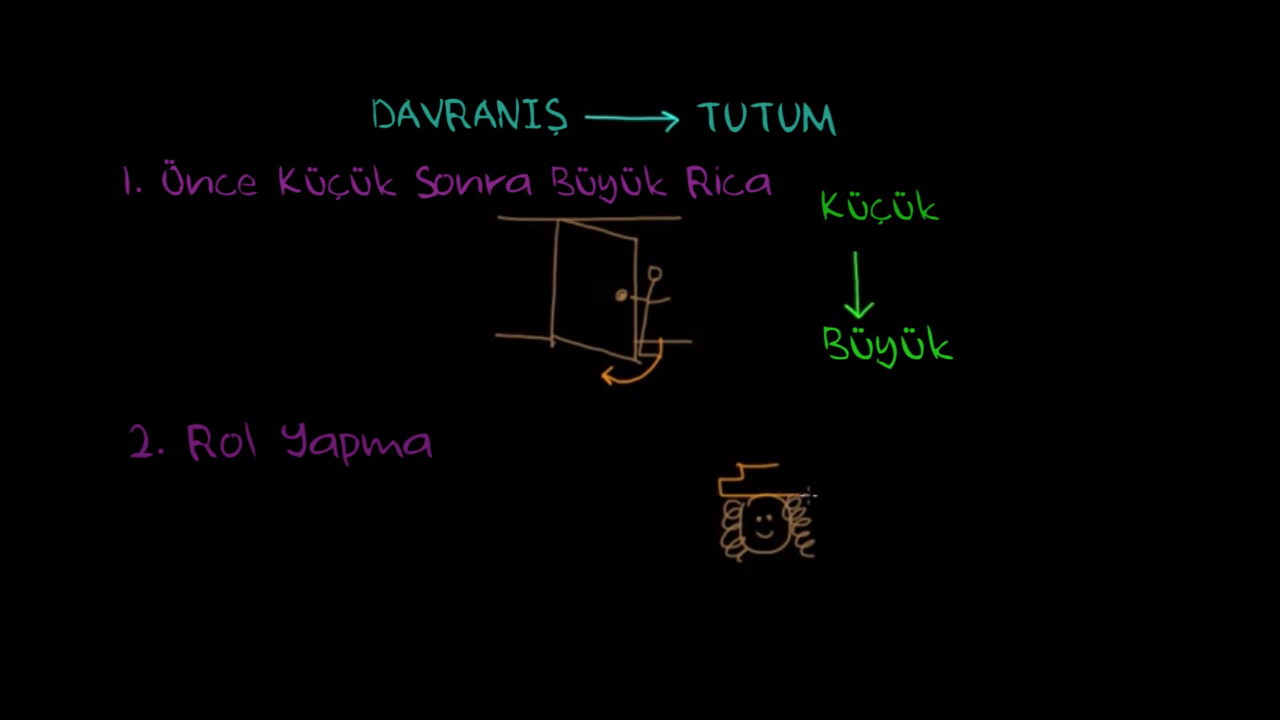 DAVRANIŞ → TUTUM
1. Önce Küçük Sonra Büyük Rica
Küçük
Büyük
2. Rol Yapma